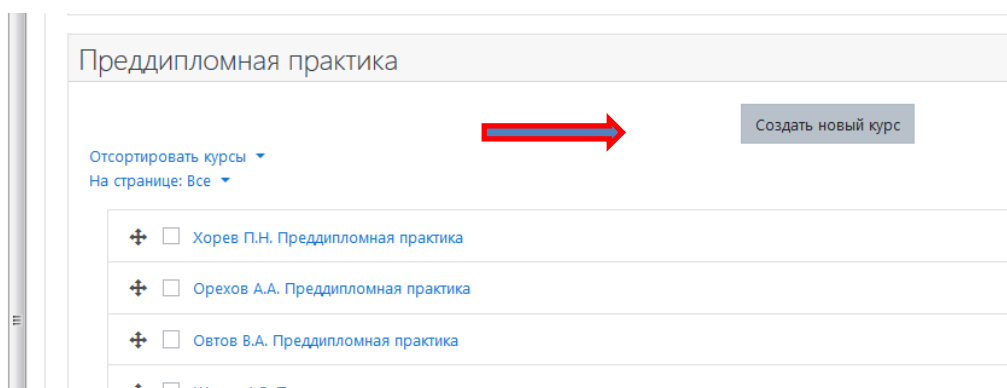 Преддипломная практика
Создать новый курс
Отсортировать курсы
На странице: Все
Хорев П.Н. Преддипломная практика
Орехов А.А. Преддипломная практика
Овтов В.А. Преддипломная практика